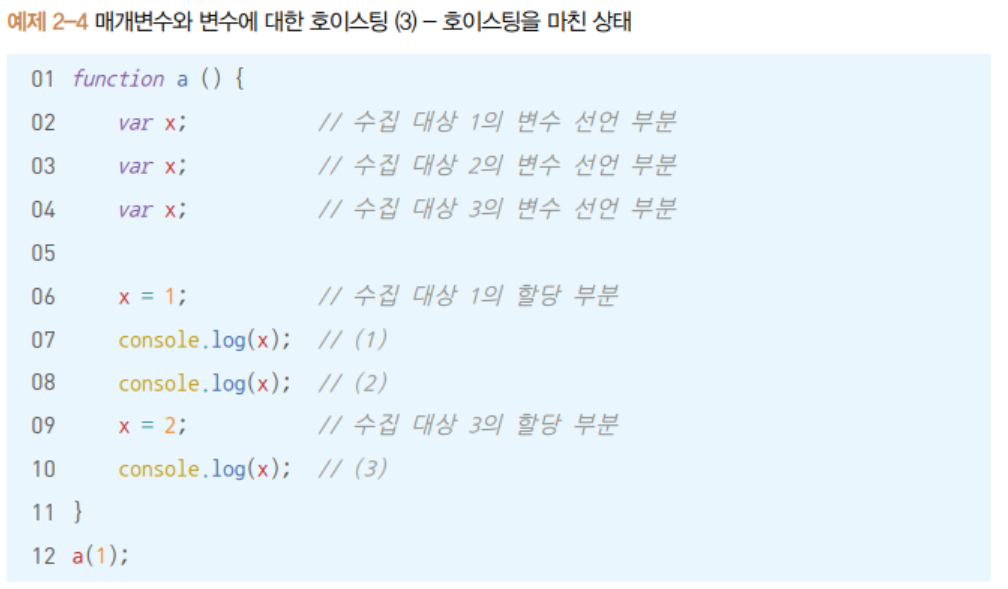 예제 2-4 매개변수와 변수에 대한 호이스팅 (3) – 호이스팅을 마친 상태
01 function a () {
02 var x; // 수집 대상 1의 변수 선언 부분
03 var x; // 수집 대상 2의 변수 선언 부분
04 var x; // 수집 대상 3의 변수 선언 부분
05
06 x = 1; // 수집 대상 1의 할당 부분
07 console.log(x); // (1)
08 console.log(x); // (2)
09 x = 2; // 수집 대상 3의 할당 부분
10 console.log(x); // (3)
11 }
12 a(1);